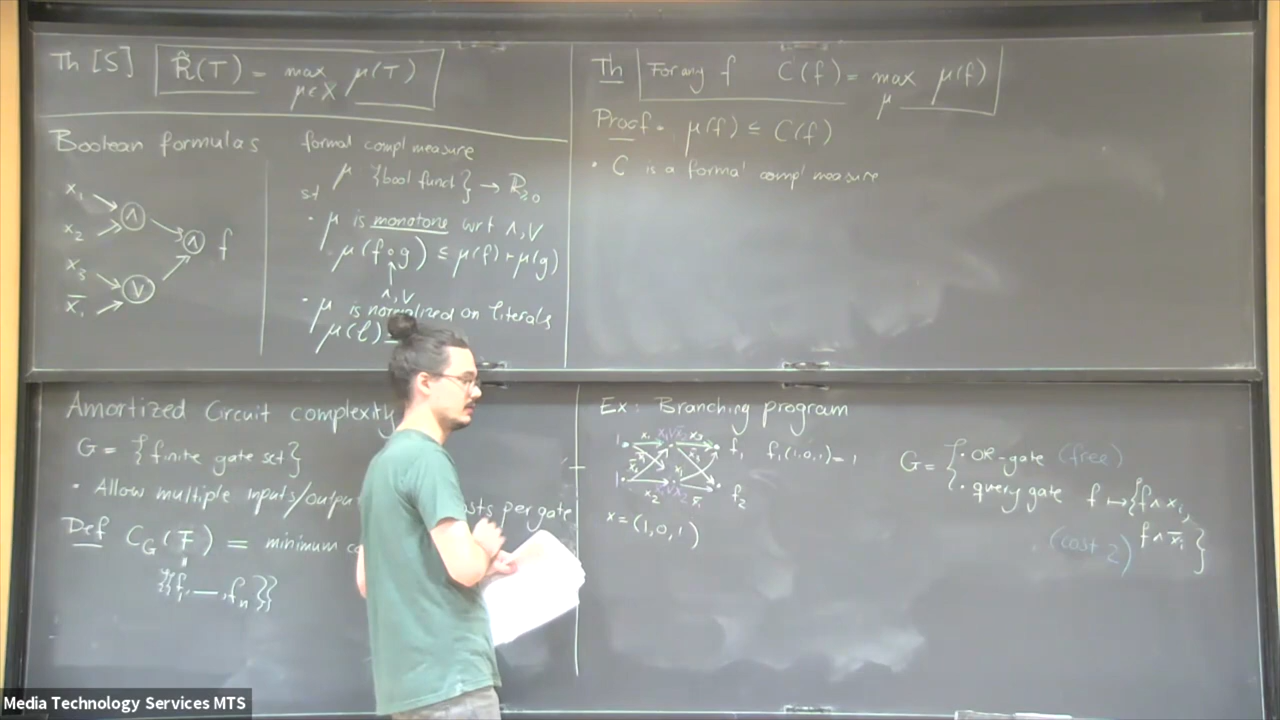 Th [S] R̃(T) = max μ(T)
μ∈X
Boolean formulas
x₁
x₂
x₃
x̄₁
∧
∨
∧ f
formal compl measure
st μ {bool funct} → ℝ≥0
· μ is monotone wrt ∧,∨
μ(f∘g) ≤ μ(f)+μ(g)
∧,∨
· μ is normalized on literals
μ(ℓ)
Th For any f C(f) = max μ(f)
μ
Proof · μ(f) ≤ C(f)
· C is a formal compl measure
Amortized Circuit complexity
G = {finite gate set}
· Allow multiple inputs/outpu
costs per gate
Def C_G(F) = minimum
"
{{f₁, —, fₙ}}
Ex: Branching program
f₁ f₁(1,0,1)=1
f₂
x=(1,0,1)
G = { · OR-gate (free)
· query gate f ↦ {f∧xᵢ,
f∧x̄ᵢ}
(cost 2)
Media Technology Services MTS